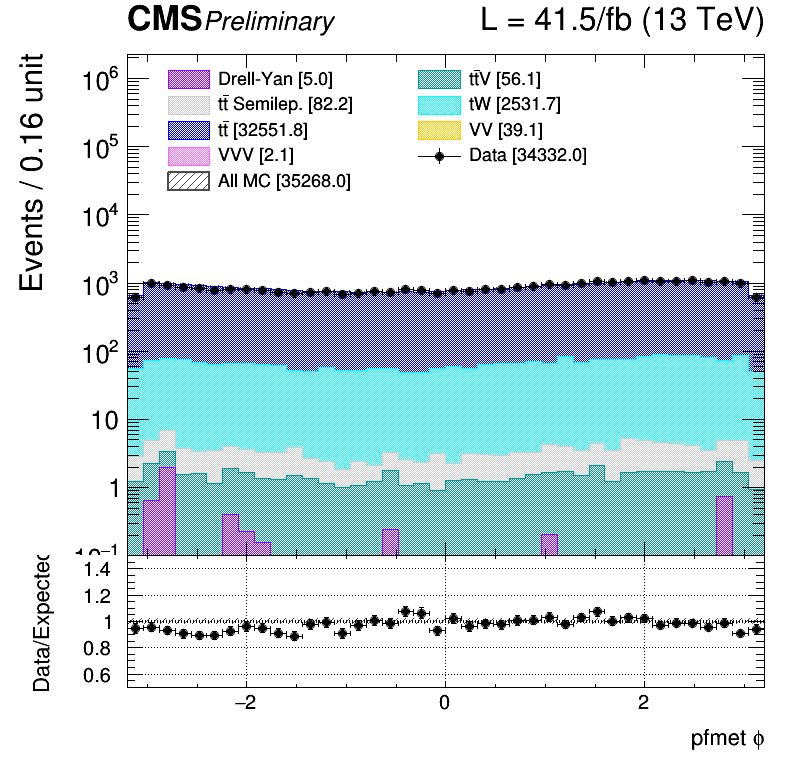 CMS Preliminary L = 41.5/fb (13 TeV)
Events / 0.16 unit
Drell-Yan [5.0]
tt̄ Semilep. [82.2]
tt̄ [32551.8]
VVV [2.1]
All MC [35268.0]
tt̄V [56.1]
tW [2531.7]
VV [39.1]
Data [34332.0]
10⁶
10⁵
10⁴
10³
10²
10
1
10⁻¹
Data/Expected
1.4
1.2
1
0.8
0.6
−2 0 2
pfmet ϕ